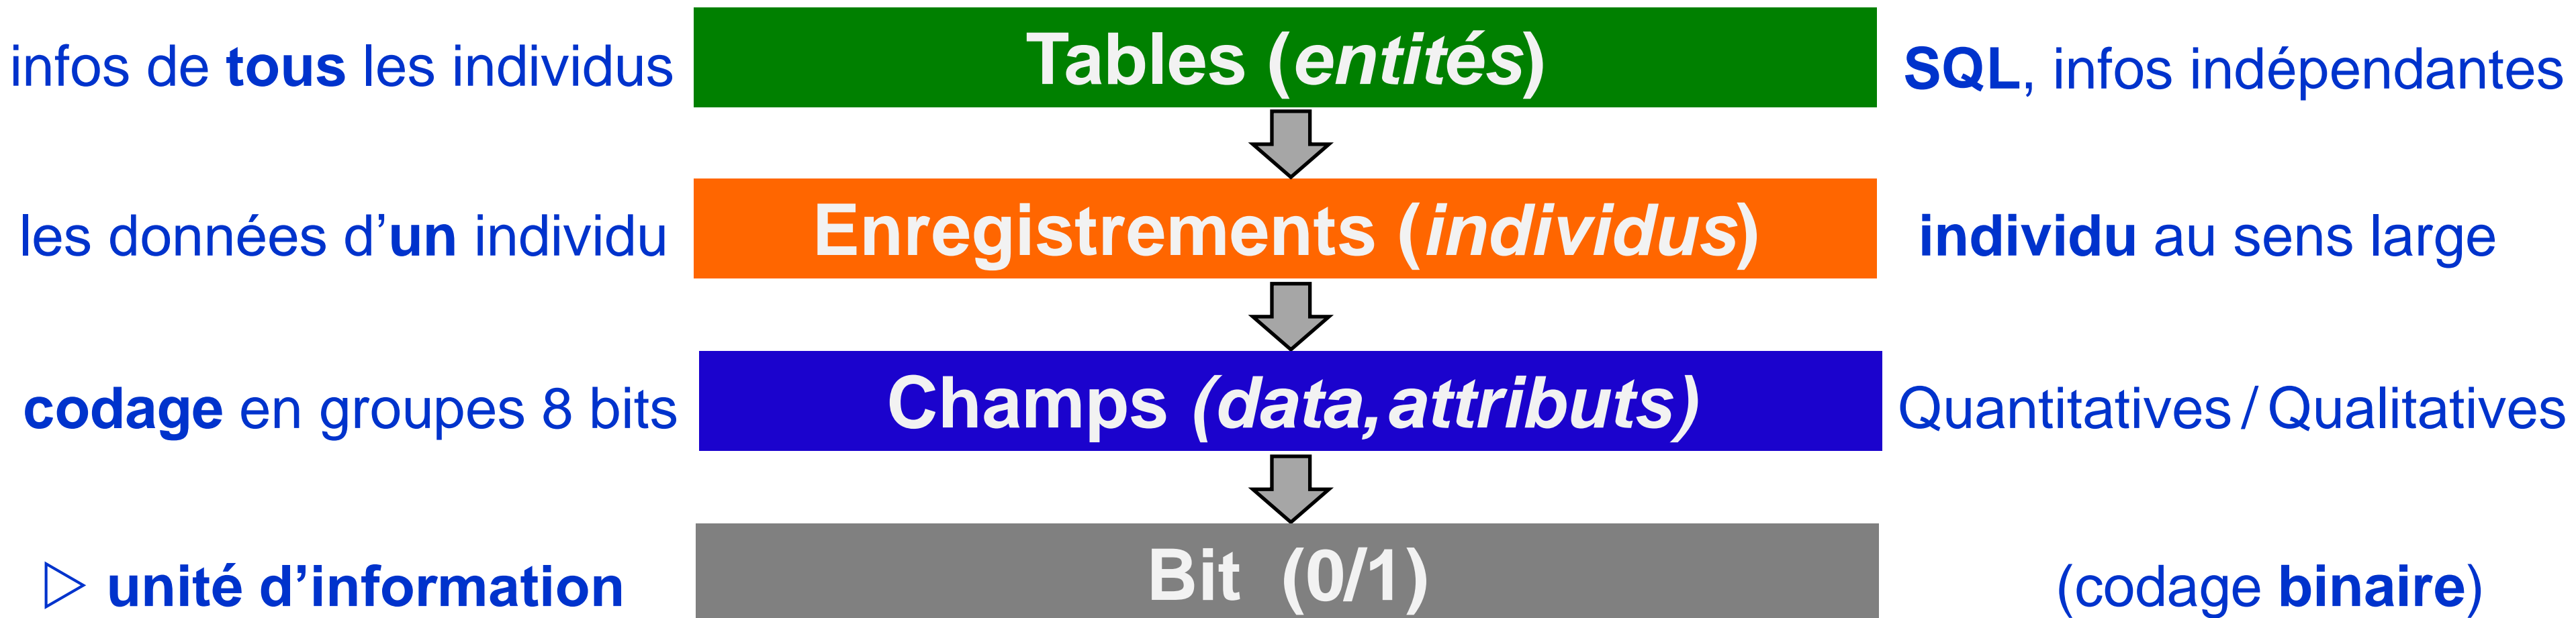 infos de tous les individus Tables (entités) SQL, infos indépendantes
les données d’un individu Enregistrements (individus) individu au sens large
codage en groupes 8 bits Champs (data, attributs) Quantitatives / Qualitatives
▷ unité d’information Bit (0/1) (codage binaire)